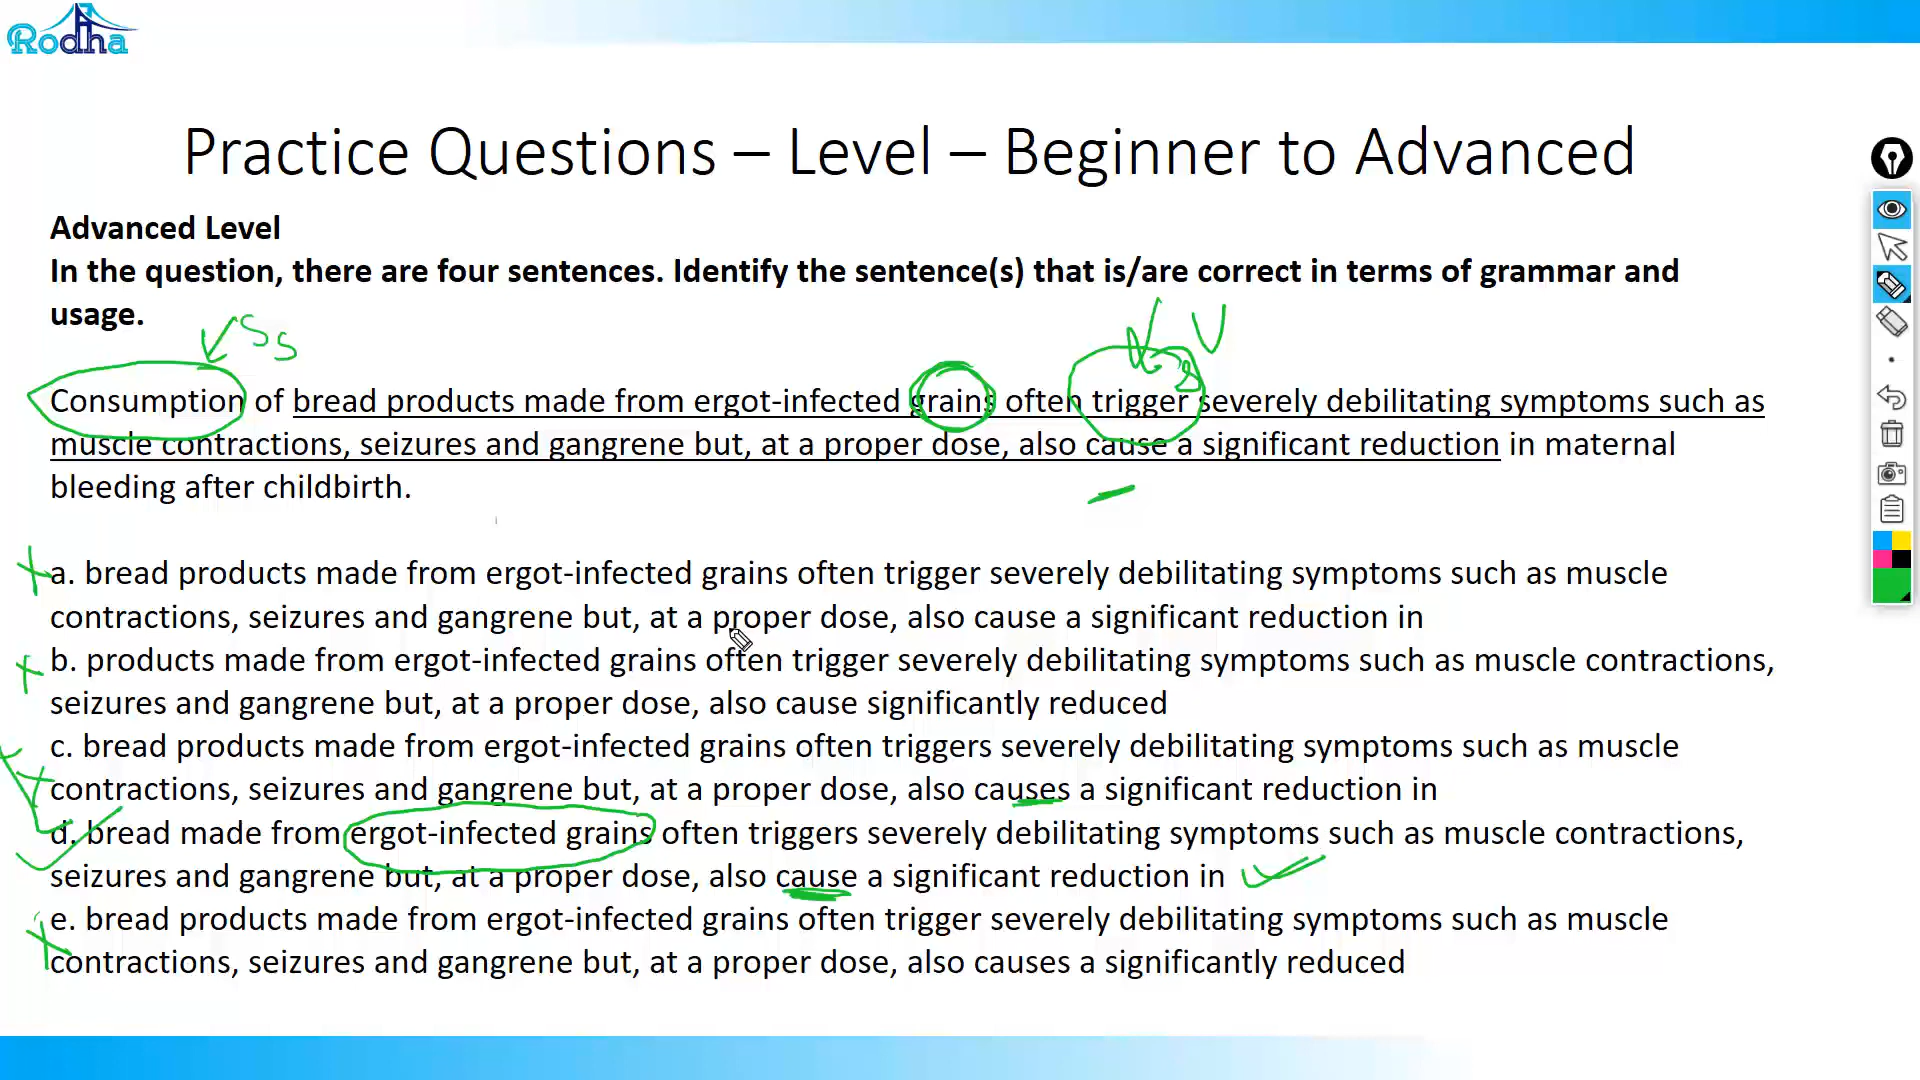 Rodha
Practice Questions – Level – Beginner to Advanced
Advanced Level
In the question, there are four sentences. Identify the sentence(s) that is/are correct in terms of grammar and
usage.
S S
V
Consumption of bread products made from ergot-infected grains often trigger severely debilitating symptoms such as
muscle contractions, seizures and gangrene but, at a proper dose, also cause a significant reduction in maternal
bleeding after childbirth.
a. bread products made from ergot-infected grains often trigger severely debilitating symptoms such as muscle
contractions, seizures and gangrene but, at a proper dose, also cause a significant reduction in
b. products made from ergot-infected grains often trigger severely debilitating symptoms such as muscle contractions,
seizures and gangrene but, at a proper dose, also cause significantly reduced
c. bread products made from ergot-infected grains often triggers severely debilitating symptoms such as muscle
contractions, seizures and gangrene but, at a proper dose, also causes a significant reduction in
d. bread made from ergot-infected grains often triggers severely debilitating symptoms such as muscle contractions,
seizures and gangrene but, at a proper dose, also cause a significant reduction in
e. bread products made from ergot-infected grains often trigger severely debilitating symptoms such as muscle
contractions, seizures and gangrene but, at a proper dose, also causes a significantly reduced